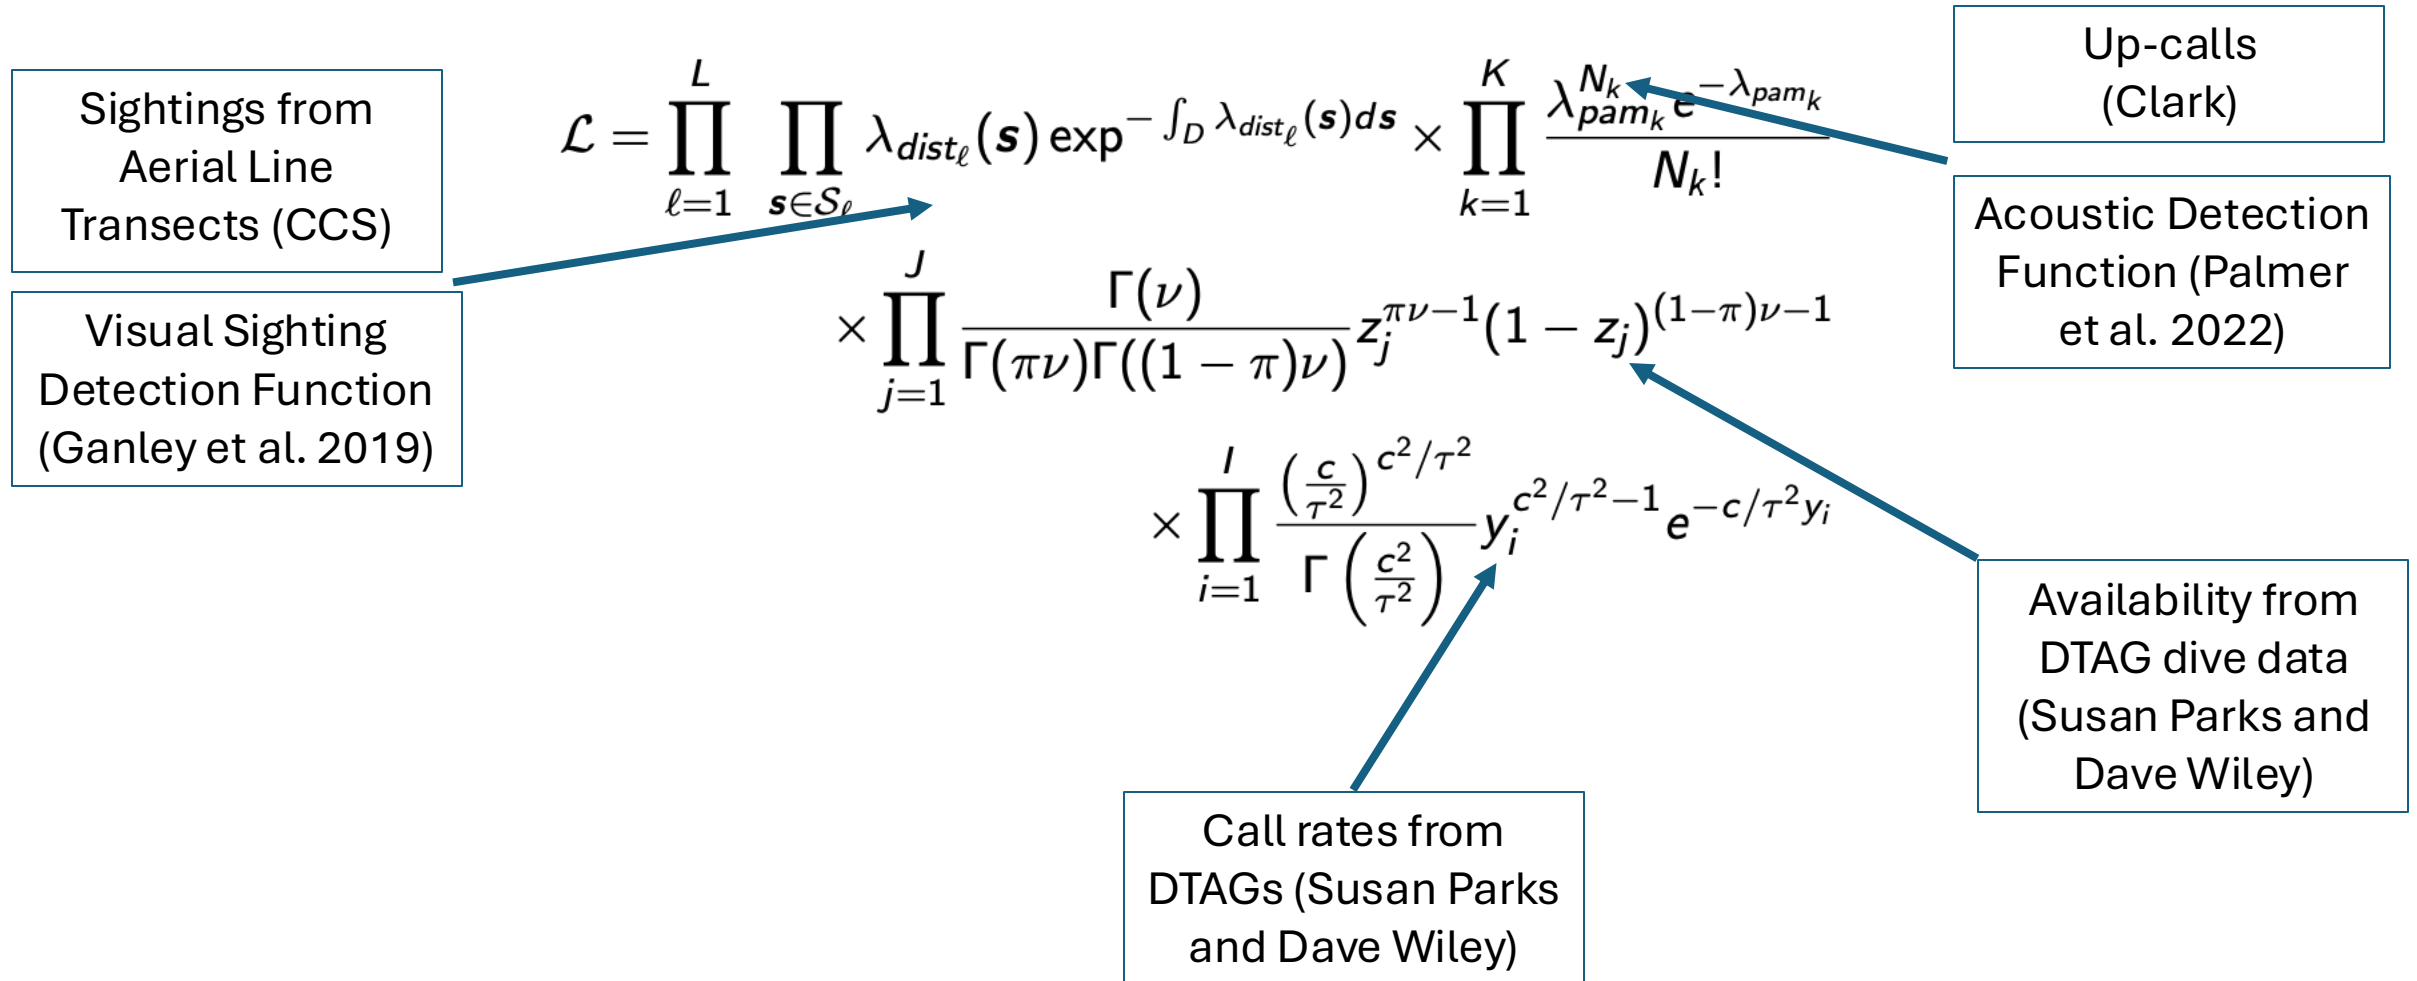 Sightings from
Aerial Line
Transects (CCS)
Visual Sighting
Detection Function
(Ganley et al. 2019)
ℒ = ∏_{ℓ=1}^{L} ∏_{s∈𝒮_ℓ} λ_{dist_ℓ}(s) exp^{−∫_D λ_{dist_ℓ}(s)ds} × ∏_{k=1}^{K} λ_{pam_k}^{N_k} e^{−λ_{pam_k}} / N_k!
× ∏_{j=1}^{J} Γ(ν) / Γ(πν)Γ((1 − π)ν) z_j^{πν−1}(1 − z_j)^{(1−π)ν−1}
× ∏_{i=1}^{I} (c/τ²)^{c²/τ²} / Γ(c²/τ²) y_i^{c²/τ²−1} e^{−c/τ² y_i}
Up-calls
(Clark)
Acoustic Detection
Function (Palmer
et al. 2022)
Availability from
DTAG dive data
(Susan Parks and
Dave Wiley)
Call rates from
DTAGs (Susan Parks
and Dave Wiley)